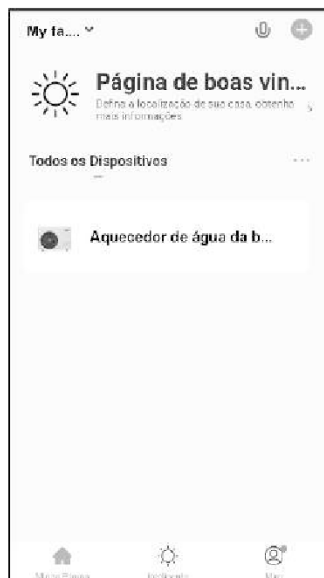 My fa....
Página de boas vin...
Defina a localização de sua casa, obtenha
mais informações
Todos os Dispositivos
Aquecedor de água da b...